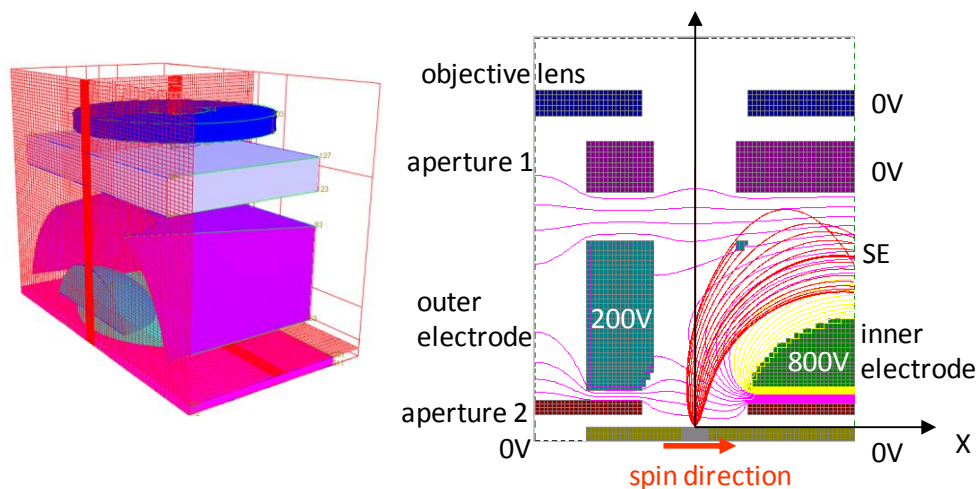 objective lens
0V
aperture 1
0V
SE
outer
electrode
200V
inner
electrode
800V
aperture 2
0V
0V
X
spin direction